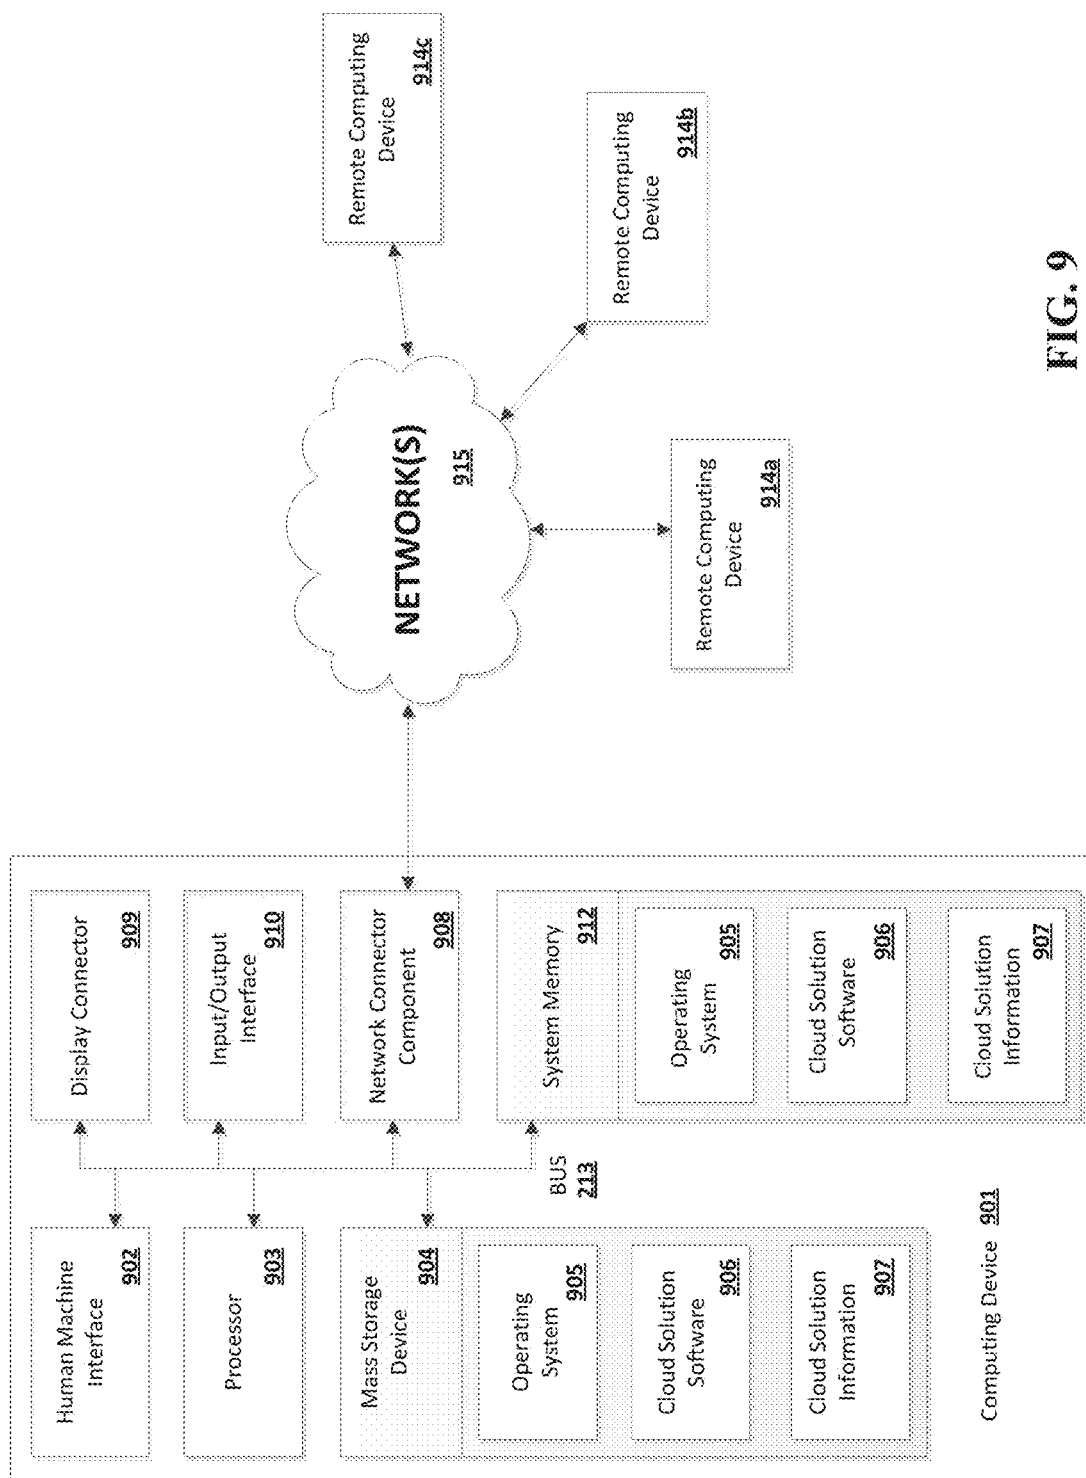 Human Machine
Interface
902
Processor
903
Mass Storage
Device
904
Operating
System
905
Cloud Solution
Software
906
Cloud Solution
Information
907
Computing Device 901
BUS
213
Display Connector
909
Input/Output
Interface
910
Network Connector
Component
908
System Memory
912
Operating
System
905
Cloud Solution
Software
906
Cloud Solution
Information
907
NETWORK(S)
915
Remote Computing
Device
914a
Remote Computing
Device
914b
Remote Computing
Device
914c
FIG. 9